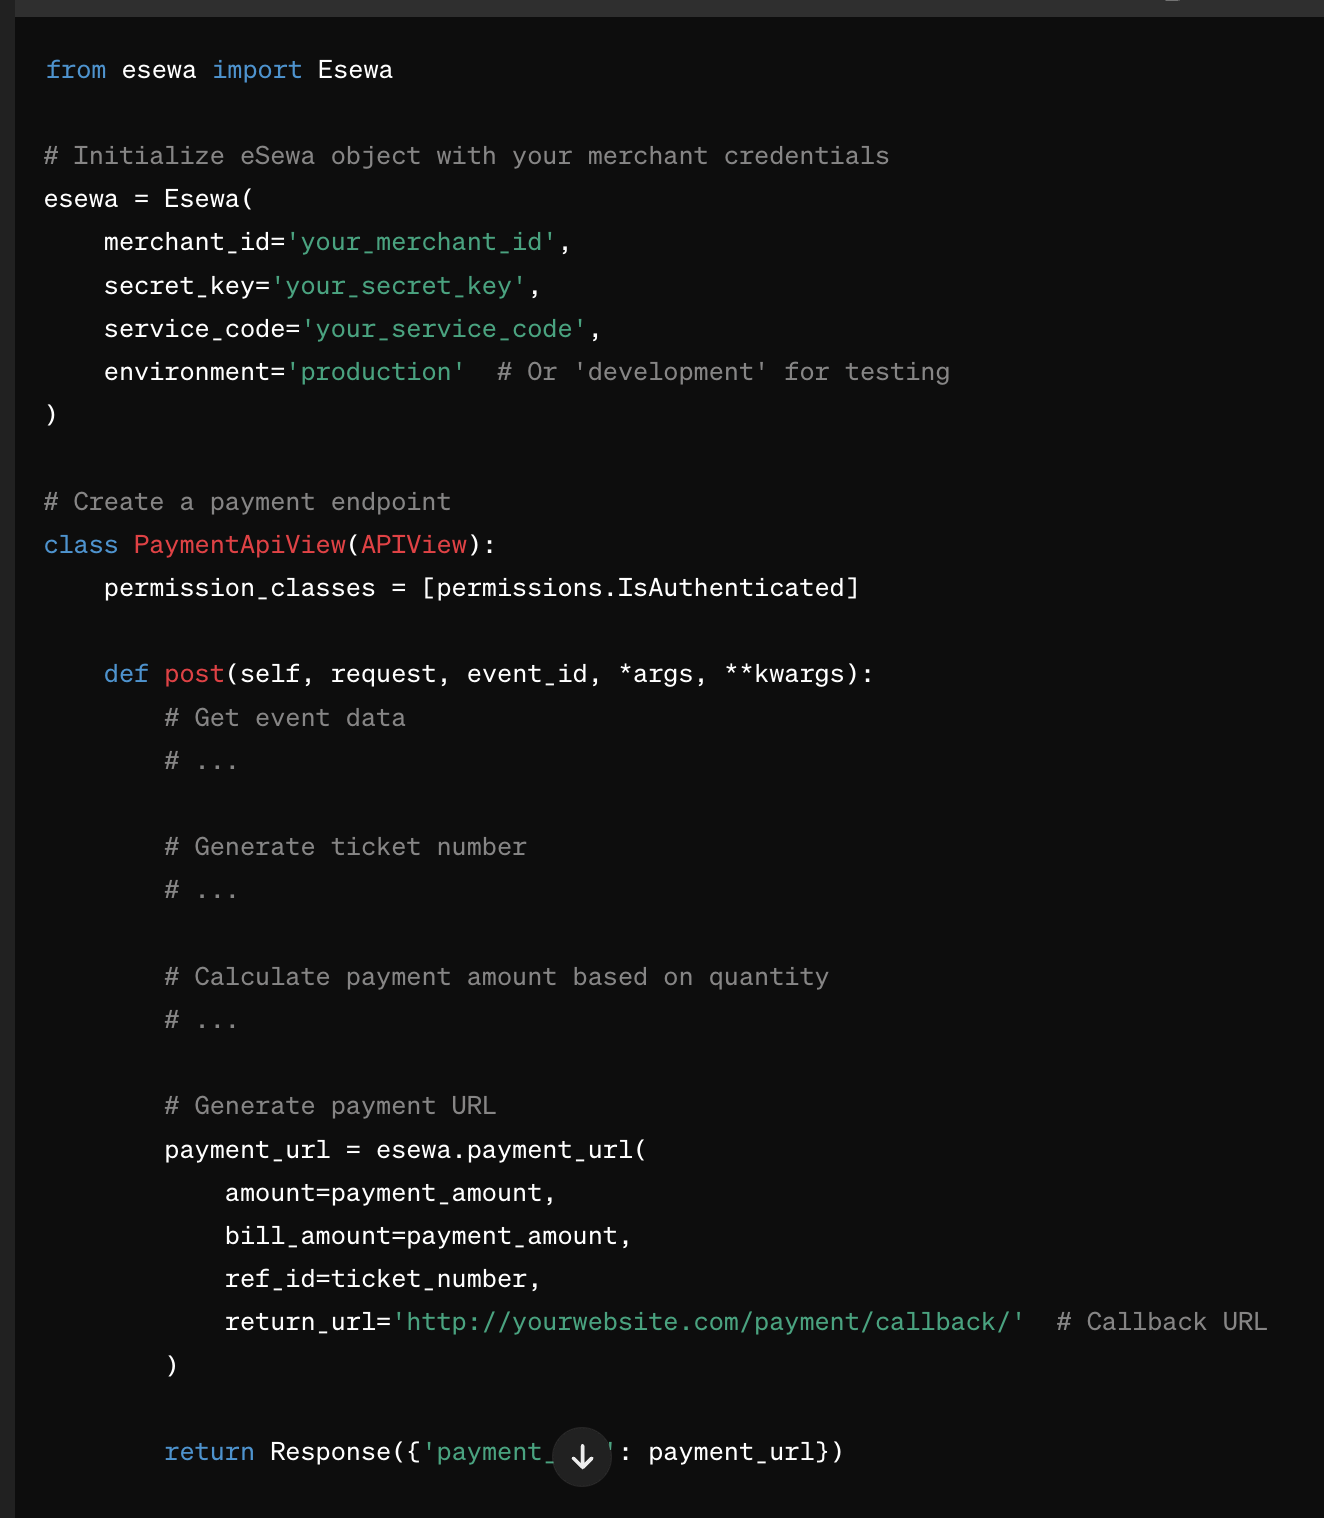 from esewa import Esewa
# Initialize eSewa object with your merchant credentials
esewa = Esewa(
    merchant_id='your_merchant_id',
    secret_key='your_secret_key',
    service_code='your_service_code',
    environment='production'  # Or 'development' for testing
)
# Create a payment endpoint
class PaymentApiView(APIView):
    permission_classes = [permissions.IsAuthenticated]
    def post(self, request, event_id, *args, **kwargs):
        # Get event data
        # ...
        # Generate ticket number
        # ...
        # Calculate payment amount based on quantity
        # ...
        # Generate payment URL
        payment_url = esewa.payment_url(
            amount=payment_amount,
            bill_amount=payment_amount,
            ref_id=ticket_number,
            return_url='http://yourwebsite.com/payment/callback/'  # Callback URL
        )
        return Response({'payment_': payment_url})